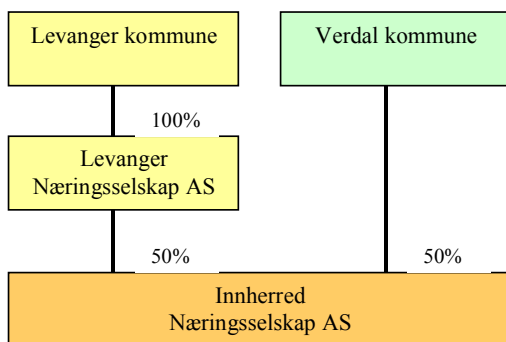 Levanger kommune
Verdal kommune
100%
Levanger
Næringsselskap AS
50%
50%
Innherred
Næringsselskap AS